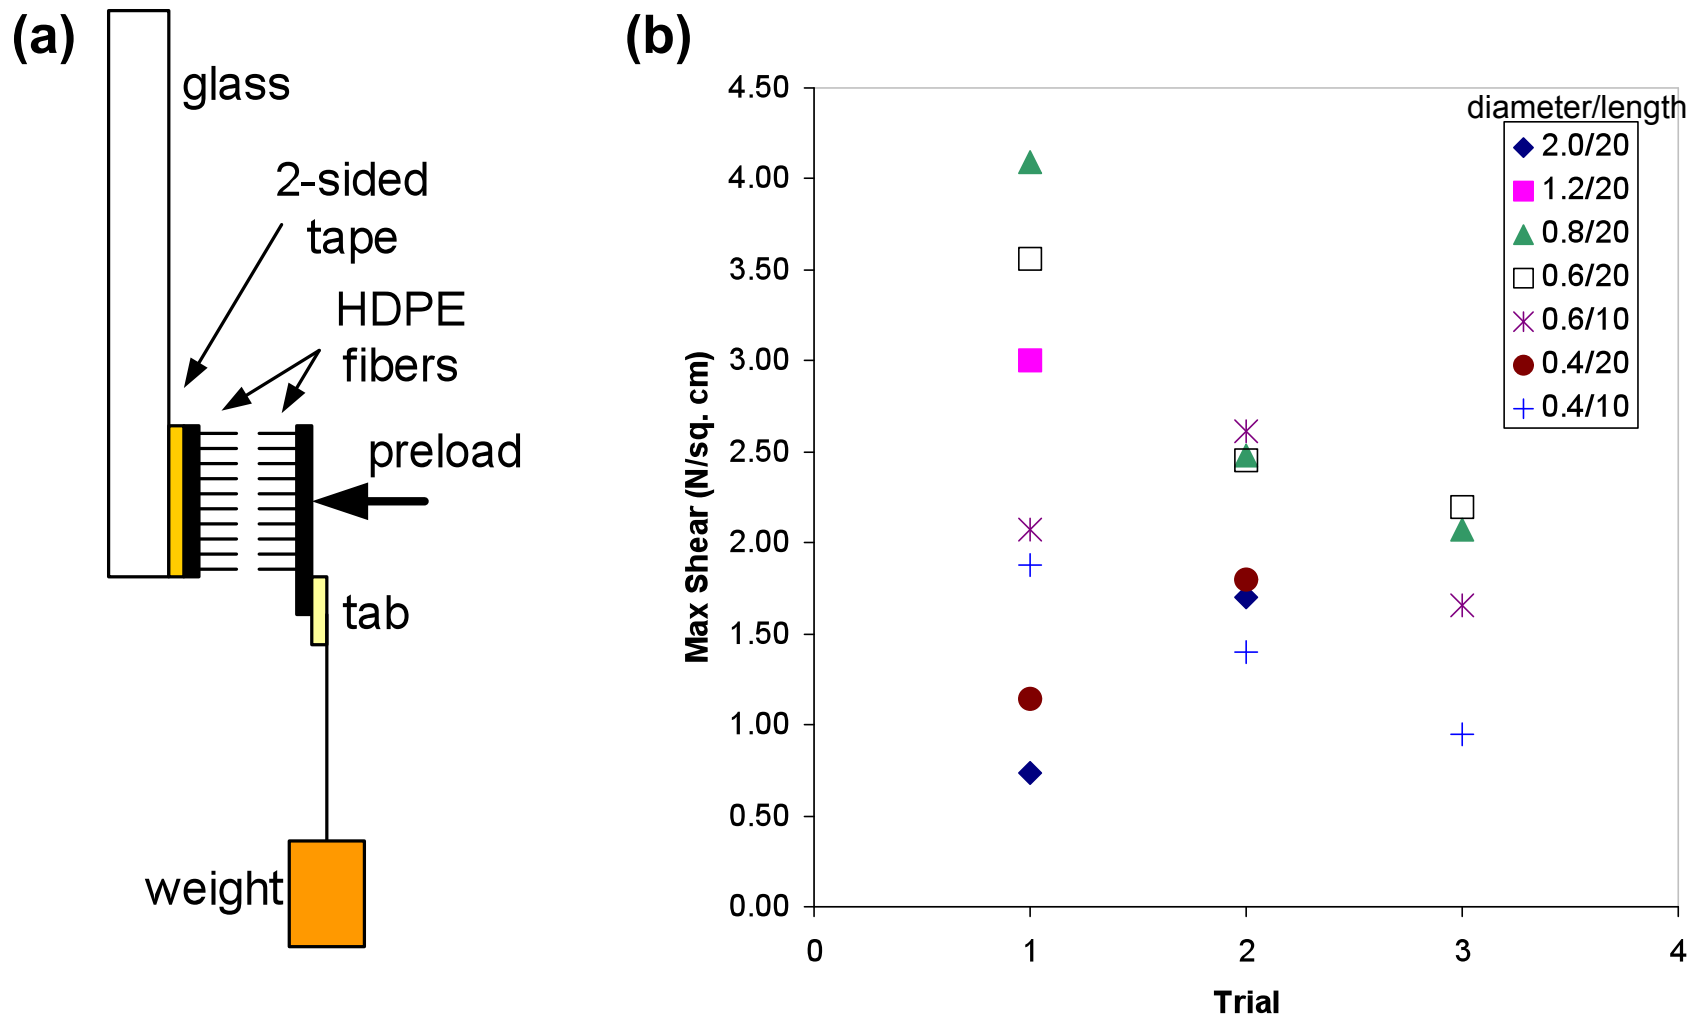 (a)
glass
2-sided
tape
HDPE
fibers
preload
tab
weight
(b)
4.50
4.00
3.50
3.00
2.50
2.00
1.50
1.00
0.50
0.00
Max Shear (N/sq. cm)
0 1 2 3 4
Trial
diameter/length
2.0/20
1.2/20
0.8/20
0.6/20
0.6/10
0.4/20
0.4/10